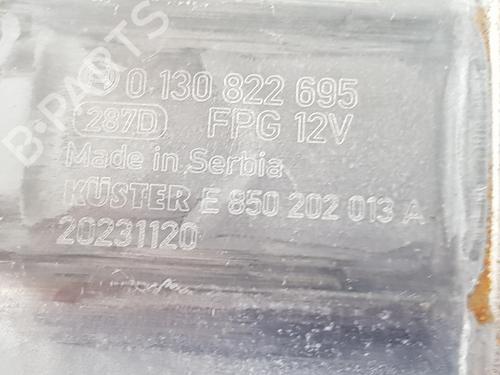 0 130 822 695
287D FPG 12V
Made in Serbia
KÜSTER E 850 202 013 A
20231120
B-PARTS